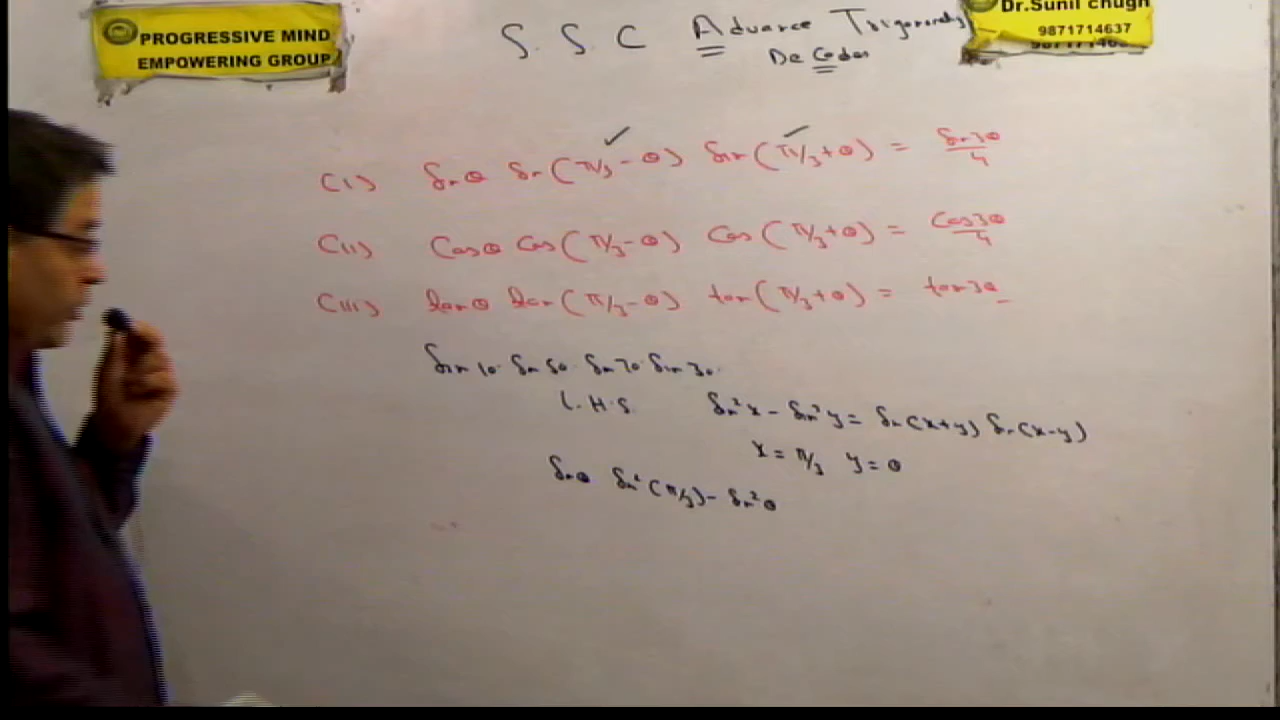 PROGRESSIVE MIND
EMPOWERING GROUP
S. S. C Advance Trigonometry
Decoder
Dr.Sunil chugh
9871714637
(i) Sinθ Sin(π/3-θ) Sin(π/3+θ) = Sin3θ/4
(ii) Cosθ Cos(π/3-θ) Cos(π/3+θ) = Cos3θ/4
(iii) tanθ tan(π/3-θ) tan(π/3+θ) = tan3θ
Sin10. Sin50. Sin70. Sin30.
L.H.S. Sin²x - Sin²y = Sin(x+y) Sin(x-y)
x = π/3 y = θ
Sinθ Sin²(π/3) - Sin²θ